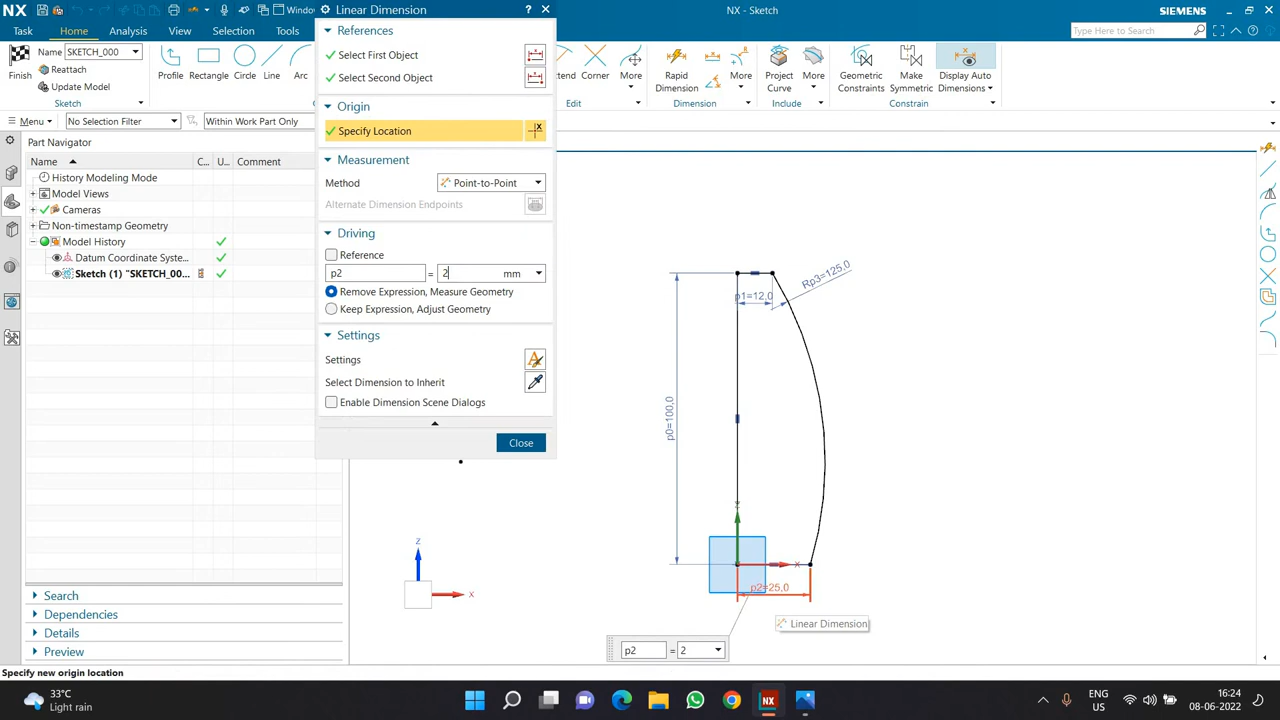 NX
Window
Linear Dimension
?
NX - Sketch
SIEMENS
Task
Home
Analysis
View
Selection
Tools
Type Here to Search
Finish
Name SKETCH_000
Reattach
Update Model
Sketch
Profile
Rectangle
Circle
Line
Arc
tend
Corner
More
Edit
Rapid Dimension
More
Dimension
Project Curve
More
Include
Geometric Constraints
Make Symmetric
Display Auto Dimensions
Constrain
Menu
No Selection Filter
Within Work Part Only
Part Navigator
Name
C...
U...
Comment
History Modeling Mode
Model Views
Cameras
Non-timestamp Geometry
Model History
Datum Coordinate Syste...
Sketch (1) "SKETCH_00...
Search
Dependencies
Details
Preview
References
Select First Object
Select Second Object
Origin
Specify Location
Measurement
Method
Point-to-Point
Alternate Dimension Endpoints
Driving
Reference
p2 = 2 mm
Remove Expression, Measure Geometry
Keep Expression, Adjust Geometry
Settings
Settings
Select Dimension to Inherit
Enable Dimension Scene Dialogs
Close
Rp3=125,0
p1=12,0
p0=100,0
Z
X
p2=25,0
Z
X
Linear Dimension
p2 = 2
Specify new origin location
33°C
Light rain
NX
ENG
US
16:24
08-06-2022